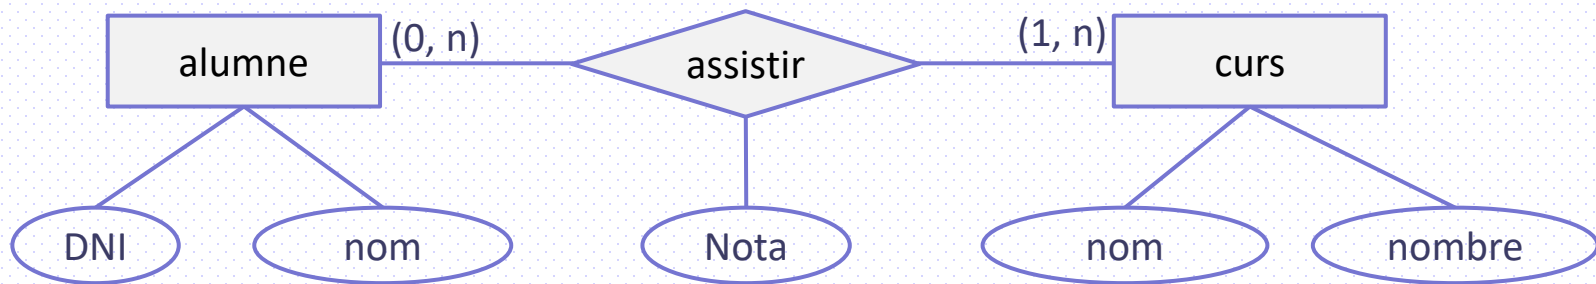 alumne
(0, n)
assistir
(1, n)
curs
DNI
nom
Nota
nom
nombre